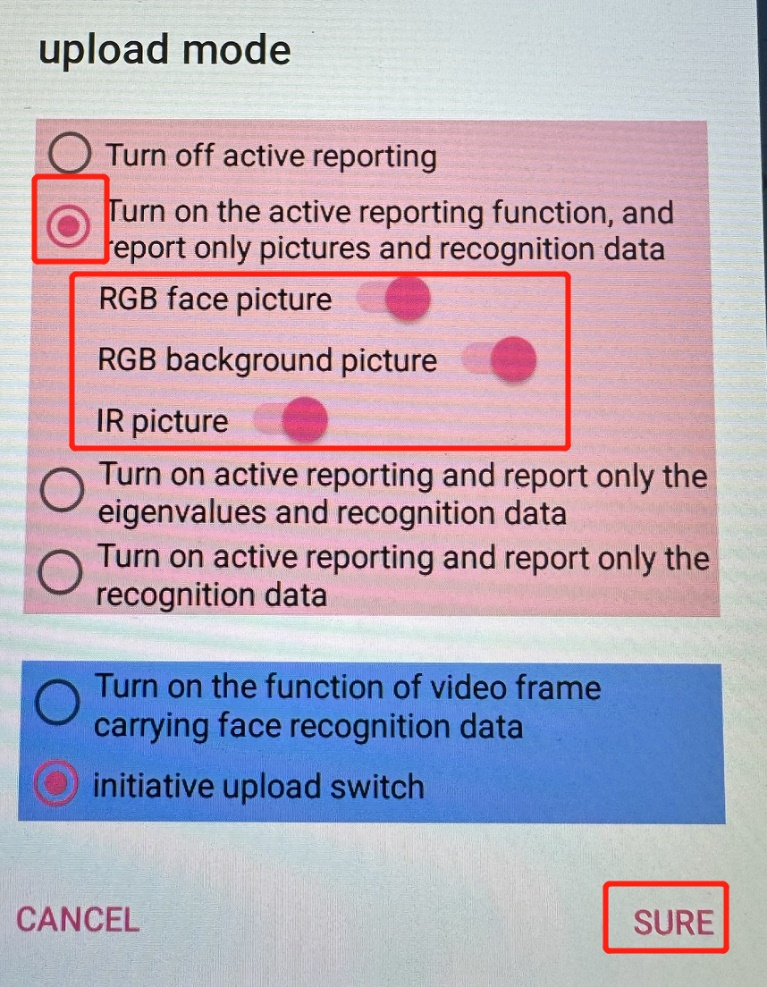 upload mode
Turn off active reporting
Turn on the active reporting function, and
report only pictures and recognition data
RGB face picture
RGB background picture
IR picture
Turn on active reporting and report only the
eigenvalues and recognition data
Turn on active reporting and report only the
recognition data
Turn on the function of video frame
carrying face recognition data
initiative upload switch
CANCEL
SURE